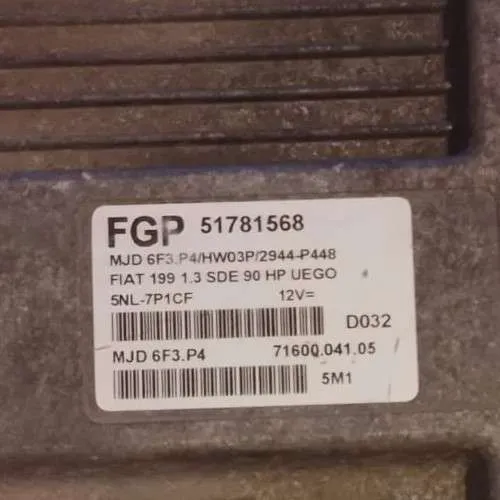 FGP 51781568
MJD 6F3.P4/HW03P/2944-P448
FIAT 199 1.3 SDE 90 HP UEGO
5NL-7P1CF 12V=
D032
MJD 6F3.P4 71600.041.05
5M1